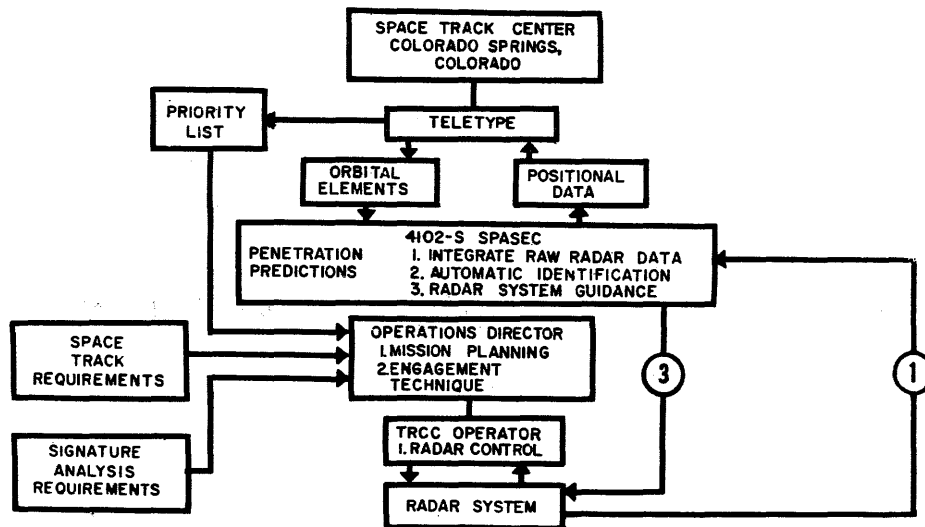 SPACE TRACK CENTER
COLORADO SPRINGS,
COLORADO
PRIORITY
LIST
TELETYPE
ORBITAL
ELEMENTS
POSITIONAL
DATA
PENETRATION
PREDICTIONS
4102-S SPASEC
1. INTEGRATE RAW RADAR DATA
2. AUTOMATIC IDENTIFICATION
3. RADAR SYSTEM GUIDANCE
SPACE
TRACK
REQUIREMENTS
OPERATIONS DIRECTOR
1.MISSION PLANNING
2.ENGAGEMENT
TECHNIQUE
3
1
SIGNATURE
ANALYSIS
REQUIREMENTS
TRCC OPERATOR
1. RADAR CONTROL
RADAR SYSTEM